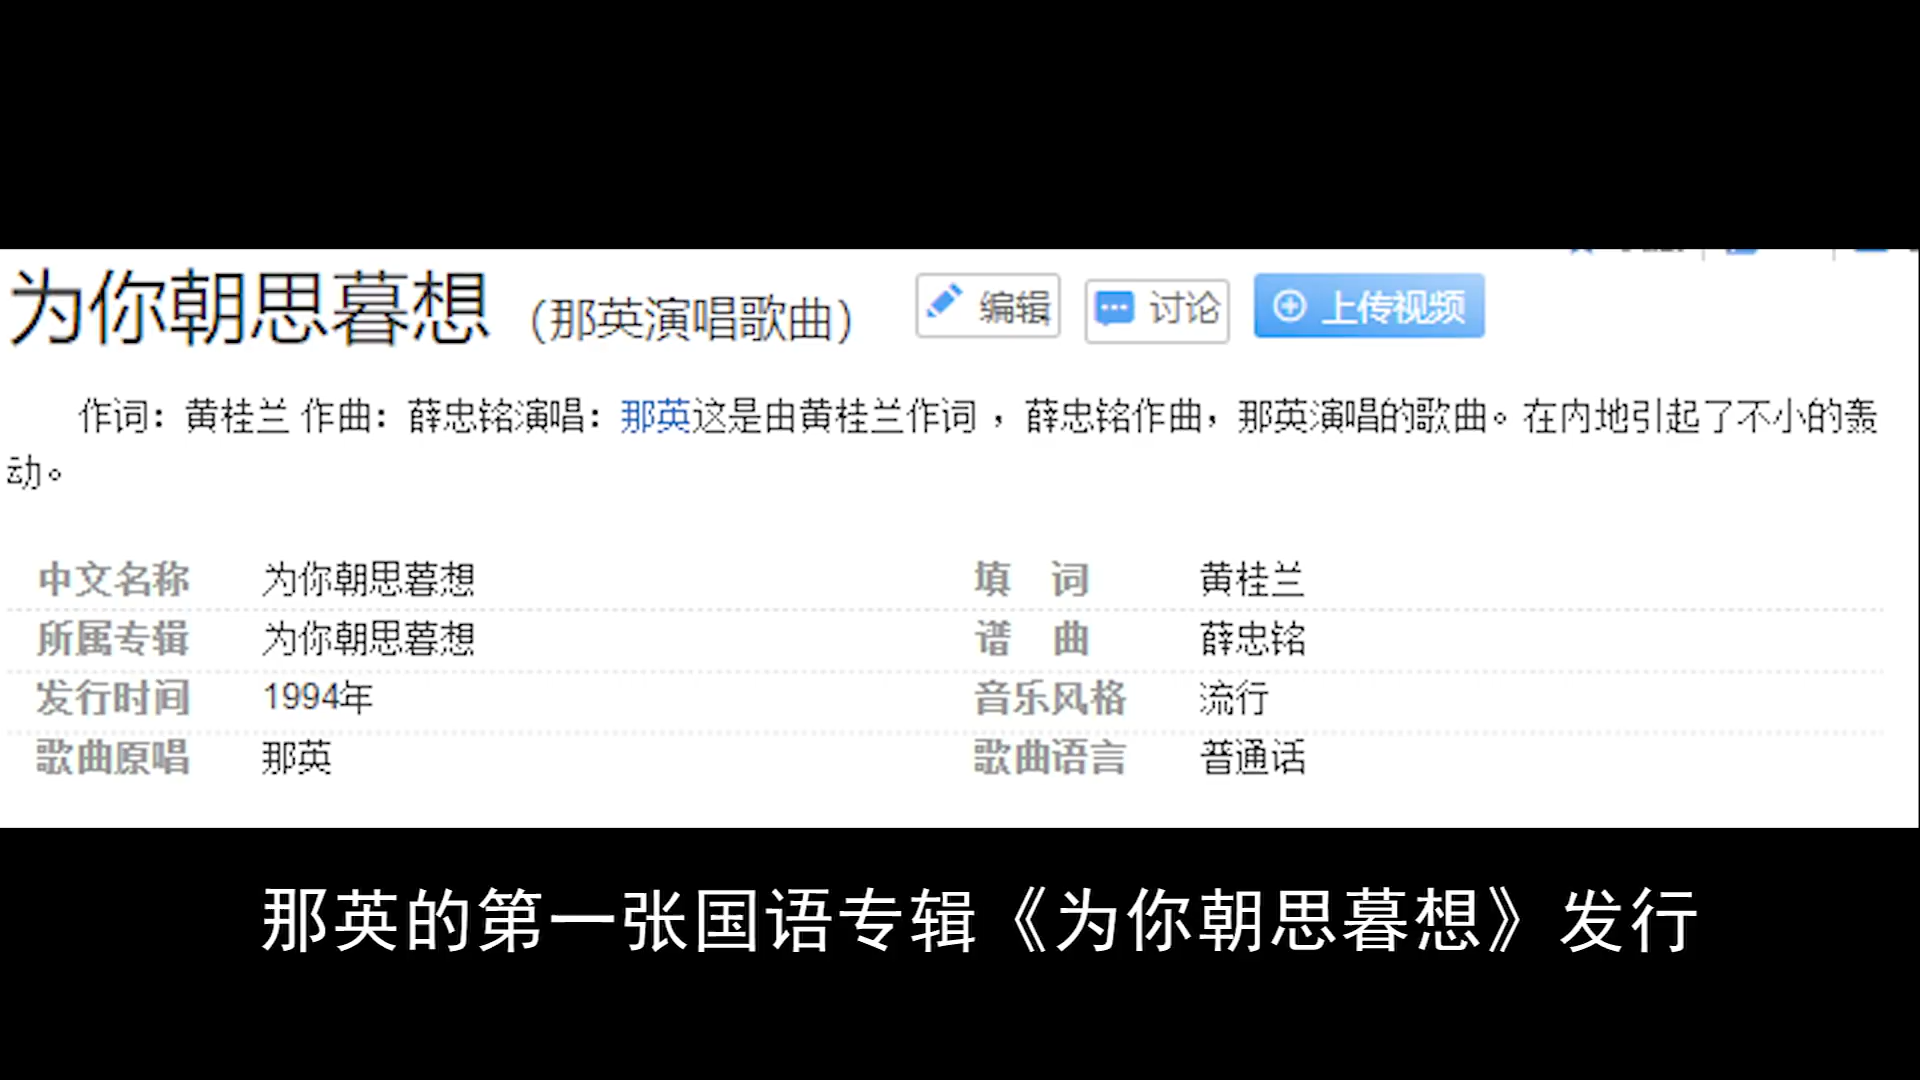 为你朝思暮想 (那英演唱歌曲) 编辑 讨论 上传视频
作词：黄桂兰 作曲：薛忠铭演唱：那英这是由黄桂兰作词，薛忠铭作曲，那英演唱的歌曲。在内地引起了不小的轰
动。
中文名称 为你朝思暮想 填 词 黄桂兰
所属专辑 为你朝思暮想 谱 曲 薛忠铭
发行时间 1994年 音乐风格 流行
歌曲原唱 那英 歌曲语言 普通话
那英的第一张国语专辑《为你朝思暮想》发行